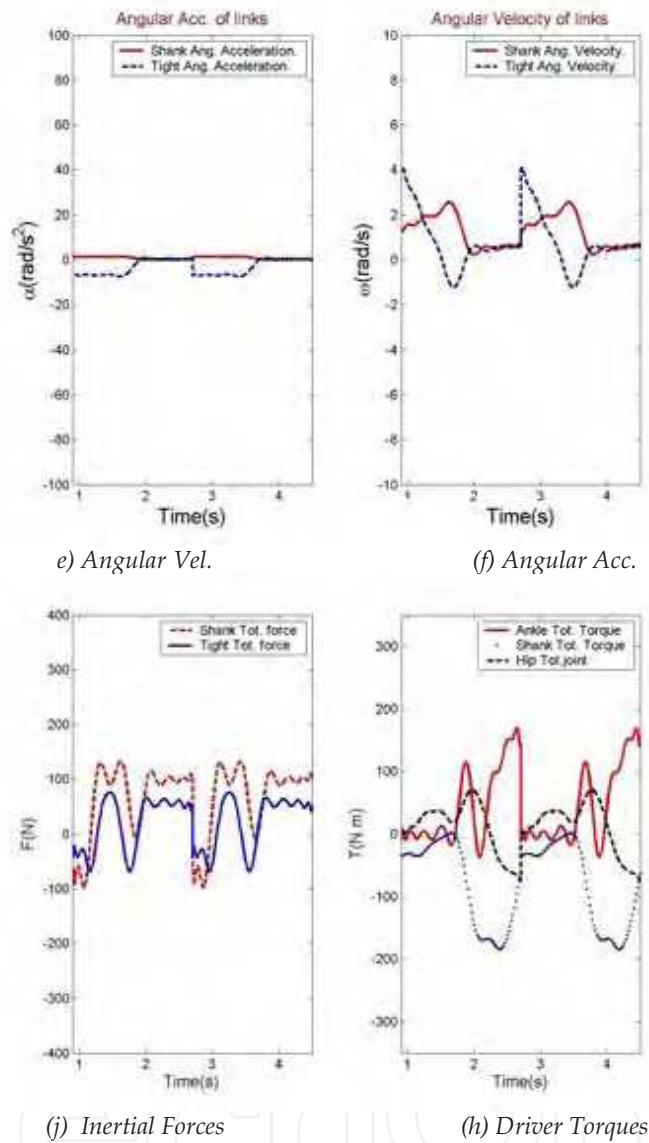 Angular Acc. of links
Shank Ang. Acceleration.
Tight Ang. Acceleration.
α(rad/s²)
100
80
60
40
20
0
-20
-40
-60
-80
-100
1 2 3 4
Time(s)
Angular Velocity of links
Shank Ang. Velocity.
Tight Ang. Velocity.
ω(rad/s)
10
8
6
4
2
0
-2
-4
-6
-8
-10
1 2 3 4
Time(s)
e) Angular Vel.
(f) Angular Acc.
Shank Tot. force
Tight Tot. force
F(N)
400
300
200
100
0
-100
-200
-300
-400
1 2 3 4
Time(s)
Ankle Tot. Torque
Shank Tot. Torque
Hip Tot.joint
T(N.m)
300
200
100
0
-100
-200
-300
1 2 3 4
Time(s)
(j) Inertial Forces
(h) Driver Torques